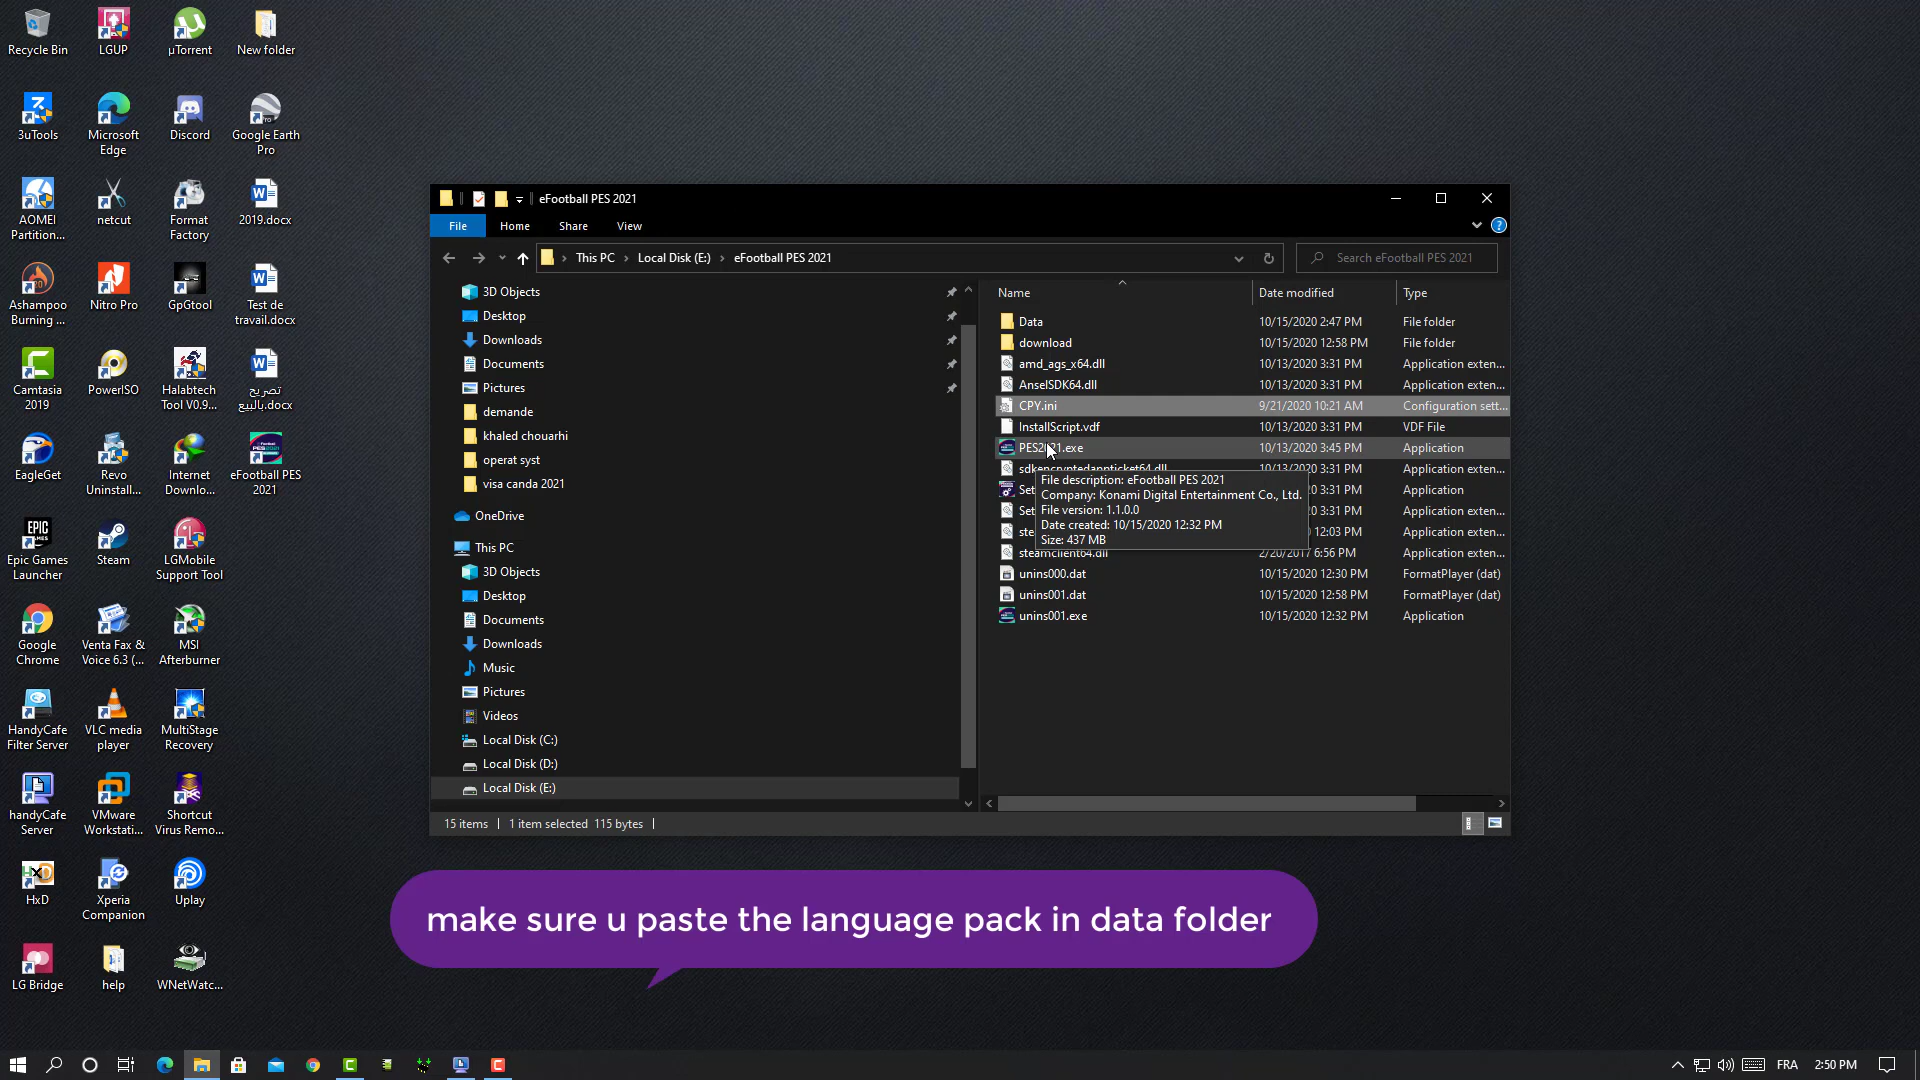 Recycle Bin
LGUP
µTorrent
New folder
3uTools
Microsoft
Edge
Discord
Google Earth
Pro
AOMEI
Partition...
netcut
Format
Factory
2019.docx
Ashampoo
Burning ...
Nitro Pro
GpGtool
Test de
travail.docx
Camtasia
2019
PowerISO
Halabtech
Tool V0.9...
تصريح
بالبيع.docx
EagleGet
Revo
Uninstall...
Internet
Downlo...
eFootball PES
2021
Epic Games
Launcher
Steam
LGMobile
Support Tool
Google
Chrome
Venta Fax &
Voice 6.3 (...
MSI
Afterburner
HandyCafe
Filter Server
VLC media
player
MultiStage
Recovery
handyCafe
Server
VMware
Workstati...
Shortcut
Virus Remo...
HxD
Xperia
Companion
Uplay
LG Bridge
help
WNetWatc...
eFootball PES 2021
File Home Share View
This PC › Local Disk (E:) › eFootball PES 2021
Search eFootball PES 2021
3D Objects
Desktop
Downloads
Documents
Pictures
demande
khaled chouarhi
operat syst
visa canda 2021
OneDrive
This PC
3D Objects
Desktop
Documents
Downloads
Music
Pictures
Videos
Local Disk (C:)
Local Disk (D:)
Local Disk (E:)
Name Date modified Type
Data 10/15/2020 2:47 PM File folder
download 10/15/2020 12:58 PM File folder
amd_ags_x64.dll 10/13/2020 3:31 PM Application exten...
AnselSDK64.dll 10/13/2020 3:31 PM Application exten...
CPY.ini 9/21/2020 10:21 AM Configuration sett...
InstallScript.vdf 10/13/2020 3:31 PM VDF File
PES2021.exe 10/13/2020 3:45 PM Application
sdkencryptedappticket64.dll 10/13/2020 3:31 PM Application exten...
Set 3:31 PM Application
Set 3:31 PM Application exten...
ste 12:03 PM Application exten...
steamclient64.dll 2/20/2017 6:56 PM Application exten...
unins000.dat 10/15/2020 12:30 PM FormatPlayer (dat)
unins001.dat 10/15/2020 12:58 PM FormatPlayer (dat)
unins001.exe 10/15/2020 12:32 PM Application
File description: eFootball PES 2021
Company: Konami Digital Entertainment Co., Ltd.
File version: 1.1.0.0
Date created: 10/15/2020 12:32 PM
Size: 437 MB
15 items 1 item selected 115 bytes
make sure u paste the language pack in data folder
FRA 2:50 PM